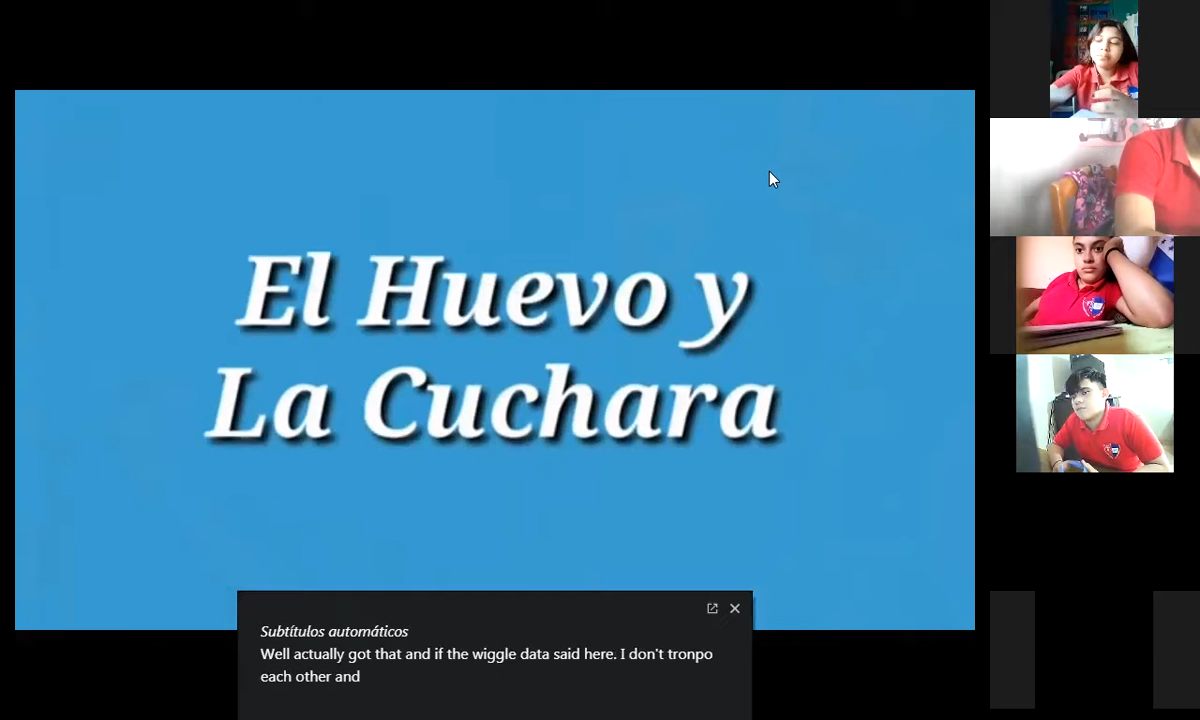 El Huevo y
La Cuchara
Subtítulos automáticos
Well actually got that and if the wiggle data said here. I don't tronpo
each other and